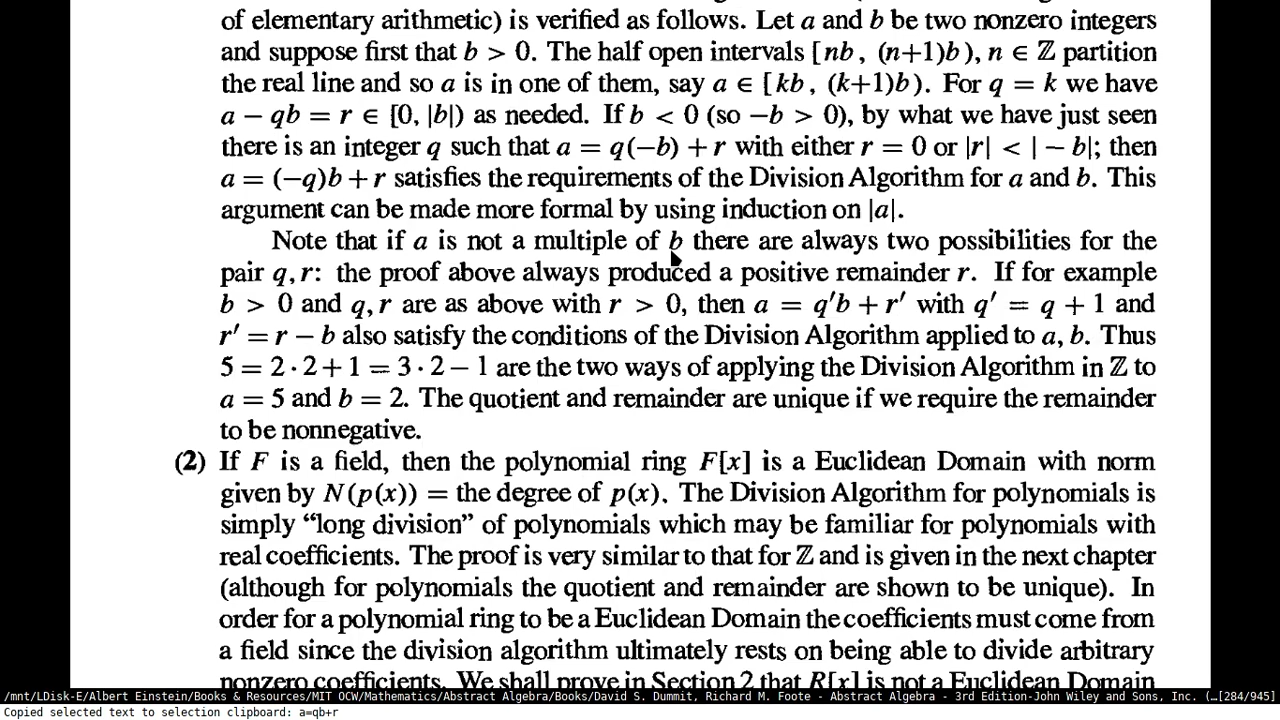 of elementary arithmetic) is verified as follows. Let a and b be two nonzero integers
and suppose first that b > 0. The half open intervals [nb, (n+1)b), n ∈ ℤ partition
the real line and so a is in one of them, say a ∈ [kb, (k+1)b). For q = k we have
a − qb = r ∈ [0, |b|) as needed. If b < 0 (so −b > 0), by what we have just seen
there is an integer q such that a = q(−b) + r with either r = 0 or |r| < | − b|; then
a = (−q)b + r satisfies the requirements of the Division Algorithm for a and b. This
argument can be made more formal by using induction on |a|.
Note that if a is not a multiple of b there are always two possibilities for the
pair q, r: the proof above always produced a positive remainder r. If for example
b > 0 and q, r are as above with r > 0, then a = q′b + r′ with q′ = q + 1 and
r′ = r − b also satisfy the conditions of the Division Algorithm applied to a, b. Thus
5 = 2 · 2 + 1 = 3 · 2 − 1 are the two ways of applying the Division Algorithm in ℤ to
a = 5 and b = 2. The quotient and remainder are unique if we require the remainder
to be nonnegative.
(2) If F is a field, then the polynomial ring F[x] is a Euclidean Domain with norm
given by N(p(x)) = the degree of p(x). The Division Algorithm for polynomials is
simply “long division” of polynomials which may be familiar for polynomials with
real coefficients. The proof is very similar to that for ℤ and is given in the next chapter
(although for polynomials the quotient and remainder are shown to be unique). In
order for a polynomial ring to be a Euclidean Domain the coefficients must come from
a field since the division algorithm ultimately rests on being able to divide arbitrary
nonzero coefficients. We shall prove in Section 2 that R[x] is not a Euclidean Domain
/mnt/LDisk-E/Albert Einstein/Books & Resources/MIT OCW/Mathematics/Abstract Algebra/Books/David S. Dummit, Richard M. Foote - Abstract Algebra - 3rd Edition-John Wiley and Sons, Inc. (…[284/945]
Copied selected text to selection clipboard: a=qb+r